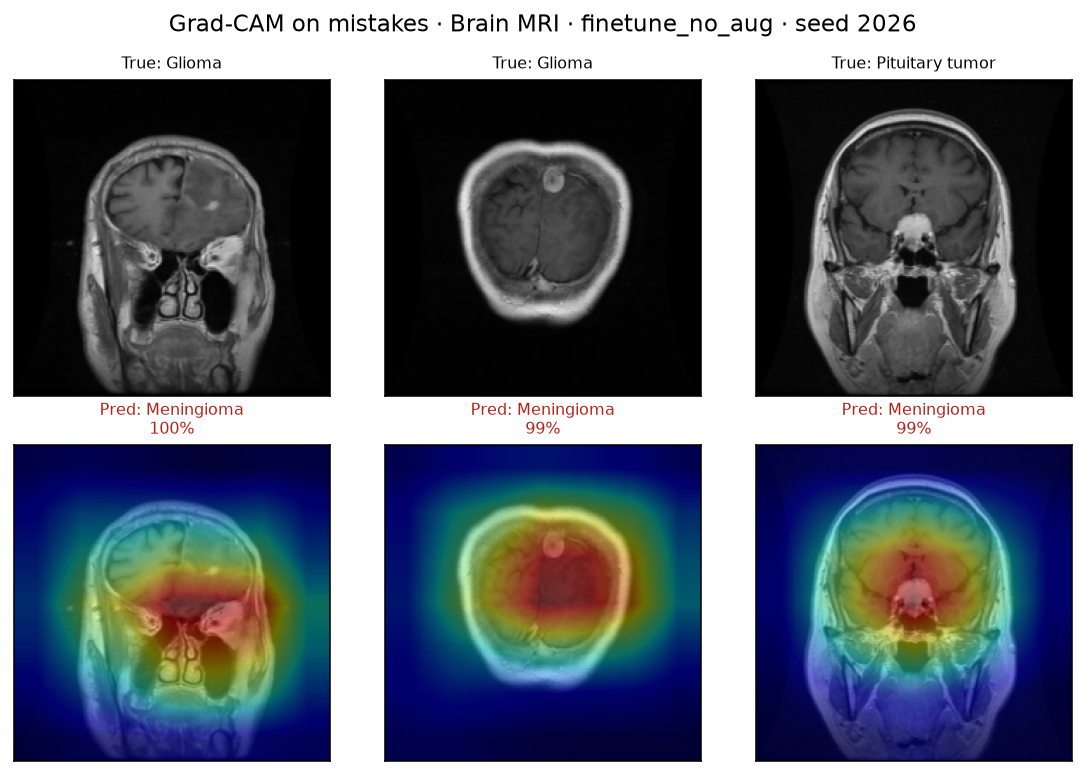 Grad-CAM on mistakes · Brain MRI · finetune_no_aug · seed 2026
True: Glioma
True: Glioma
True: Pituitary tumor
Pred: Meningioma
100%
Pred: Meningioma
99%
Pred: Meningioma
99%